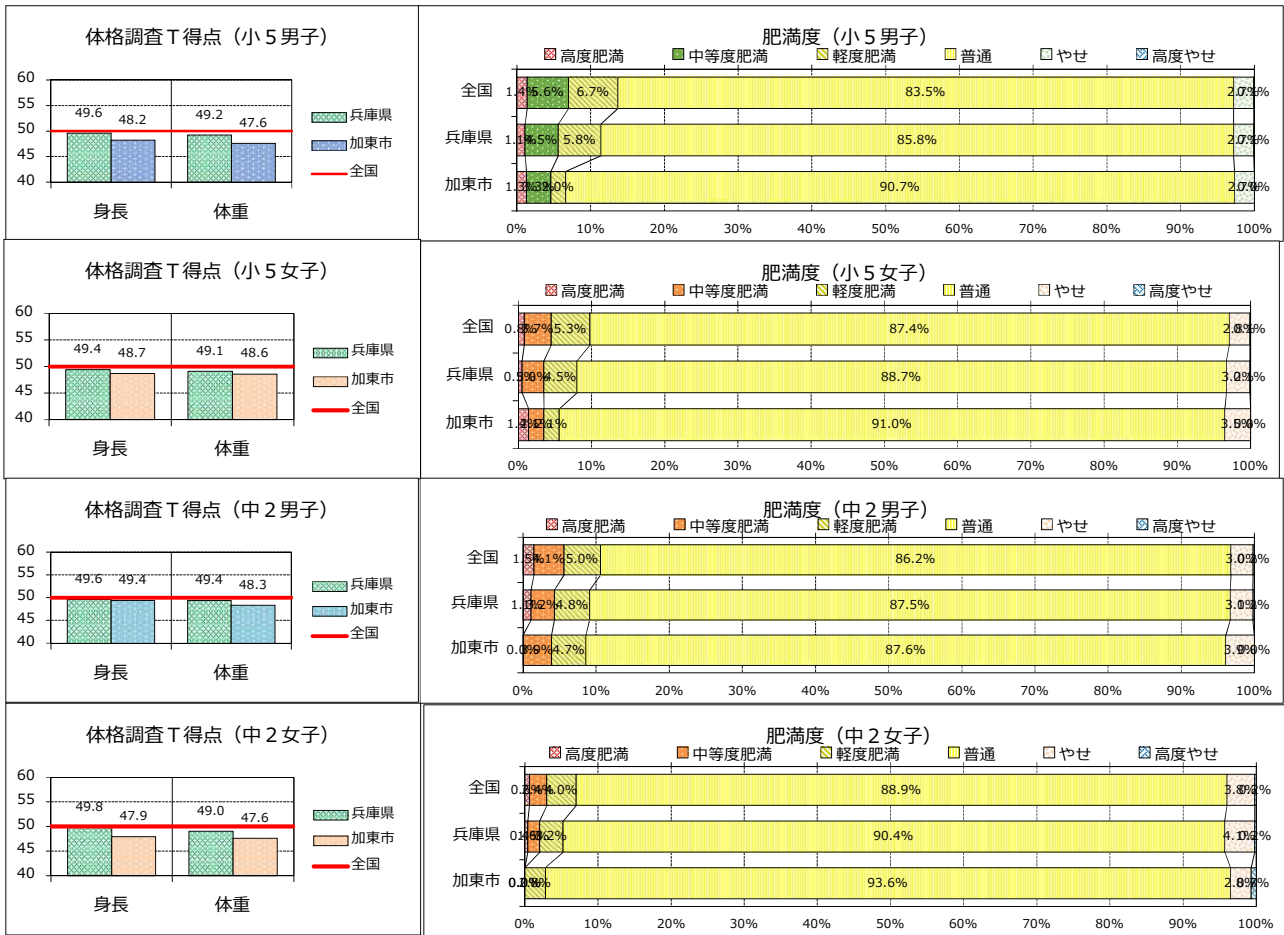 体格調査T得点（小５男子）
60
55
50
45
40
49.6
48.2
49.2
47.6
身長
体重
兵庫県
加東市
全国
肥満度（小５男子）
高度肥満 中等度肥満 軽度肥満 普通 やせ 高度やせ
全国 5.6% 6.7% 83.5%
兵庫県 5.8% 85.8%
加東市 90.7%
0% 10% 20% 30% 40% 50% 60% 70% 80% 90% 100%
体格調査T得点（小５女子）
60
55
50
45
40
49.4
48.7
49.1
48.6
身長
体重
兵庫県
加東市
全国
肥満度（小５女子）
高度肥満 中等度肥満 軽度肥満 普通 やせ 高度やせ
全国 5.3% 87.4%
兵庫県 4.5% 88.7%
加東市 91.0%
0% 10% 20% 30% 40% 50% 60% 70% 80% 90% 100%
体格調査T得点（中２男子）
60
55
50
45
40
49.6
49.4
49.4
48.3
身長
体重
兵庫県
加東市
全国
肥満度（中２男子）
高度肥満 中等度肥満 軽度肥満 普通 やせ 高度やせ
全国 5.0% 86.2%
兵庫県 4.8% 87.5%
加東市 4.7% 87.6%
0% 10% 20% 30% 40% 50% 60% 70% 80% 90% 100%
体格調査T得点（中２女子）
60
55
50
45
40
49.8
47.9
49.0
47.6
身長
体重
兵庫県
加東市
全国
肥満度（中２女子）
高度肥満 中等度肥満 軽度肥満 普通 やせ 高度やせ
全国 4.0% 88.9%
兵庫県 90.4%
加東市 93.6%
0% 10% 20% 30% 40% 50% 60% 70% 80% 90% 100%